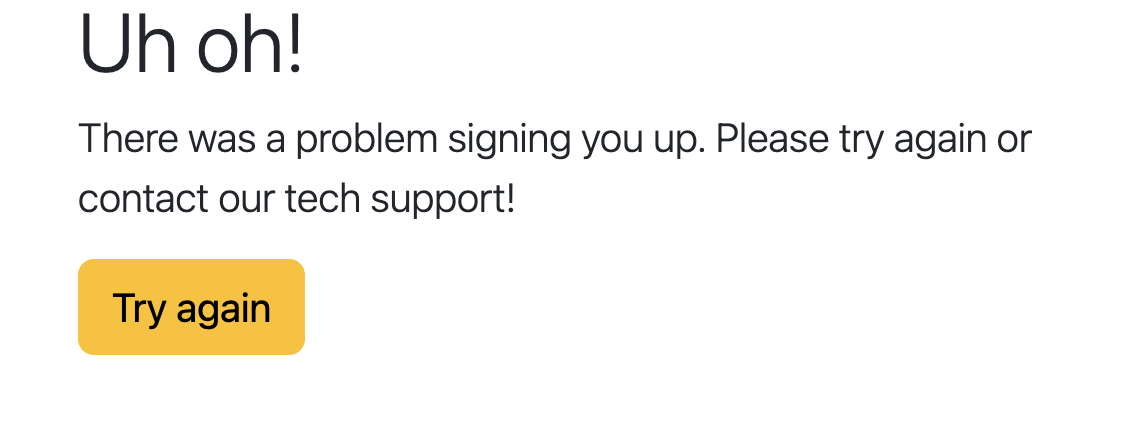 Uh oh!
There was a problem signing you up. Please try again or
contact our tech support!
Try again